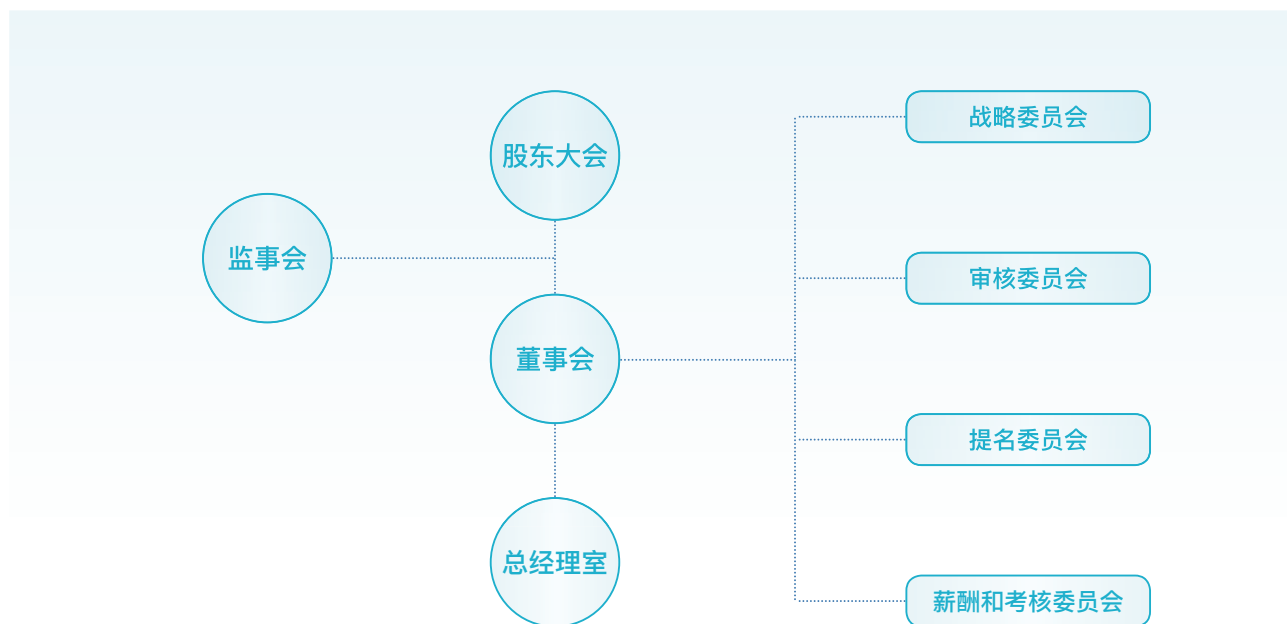 股东大会
监事会
董事会
总经理室
战略委员会
审核委员会
提名委员会
薪酬和考核委员会